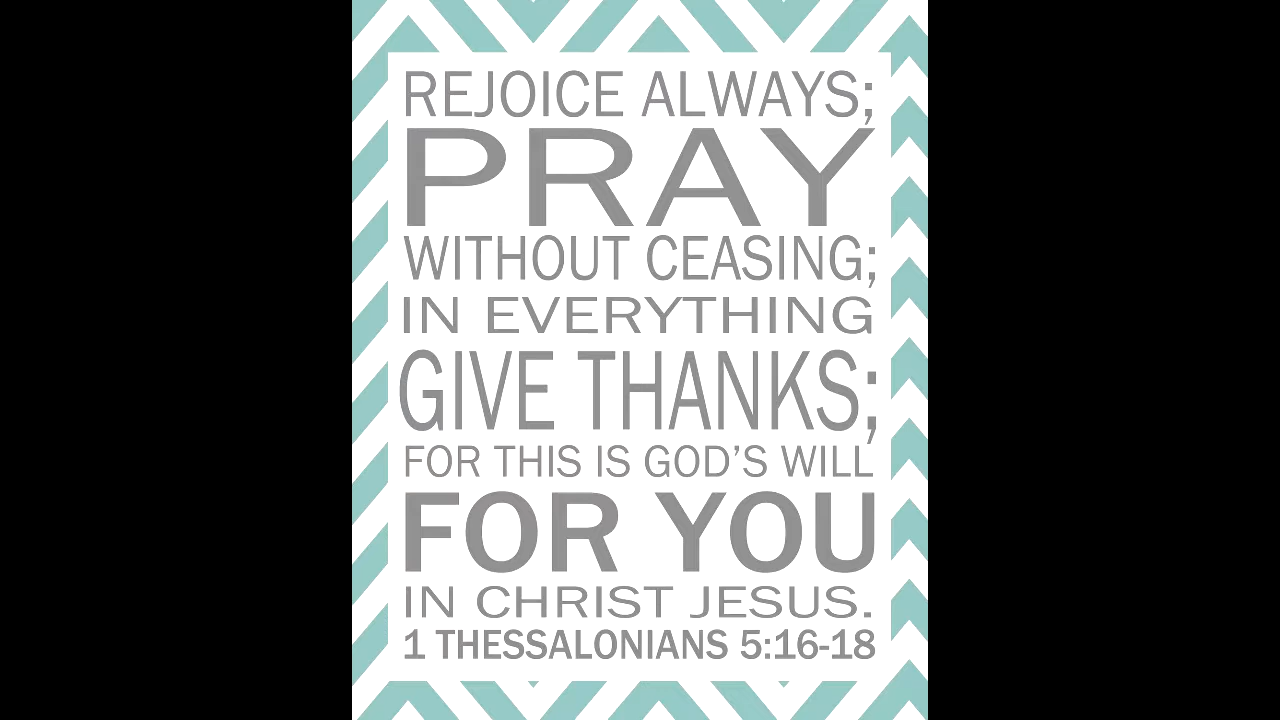 REJOICE ALWAYS;
PRAY
WITHOUT CEASING;
IN EVERYTHING
GIVE THANKS;
FOR THIS IS GOD’S WILL
FOR YOU
IN CHRIST JESUS.
1 THESSALONIANS 5:16-18